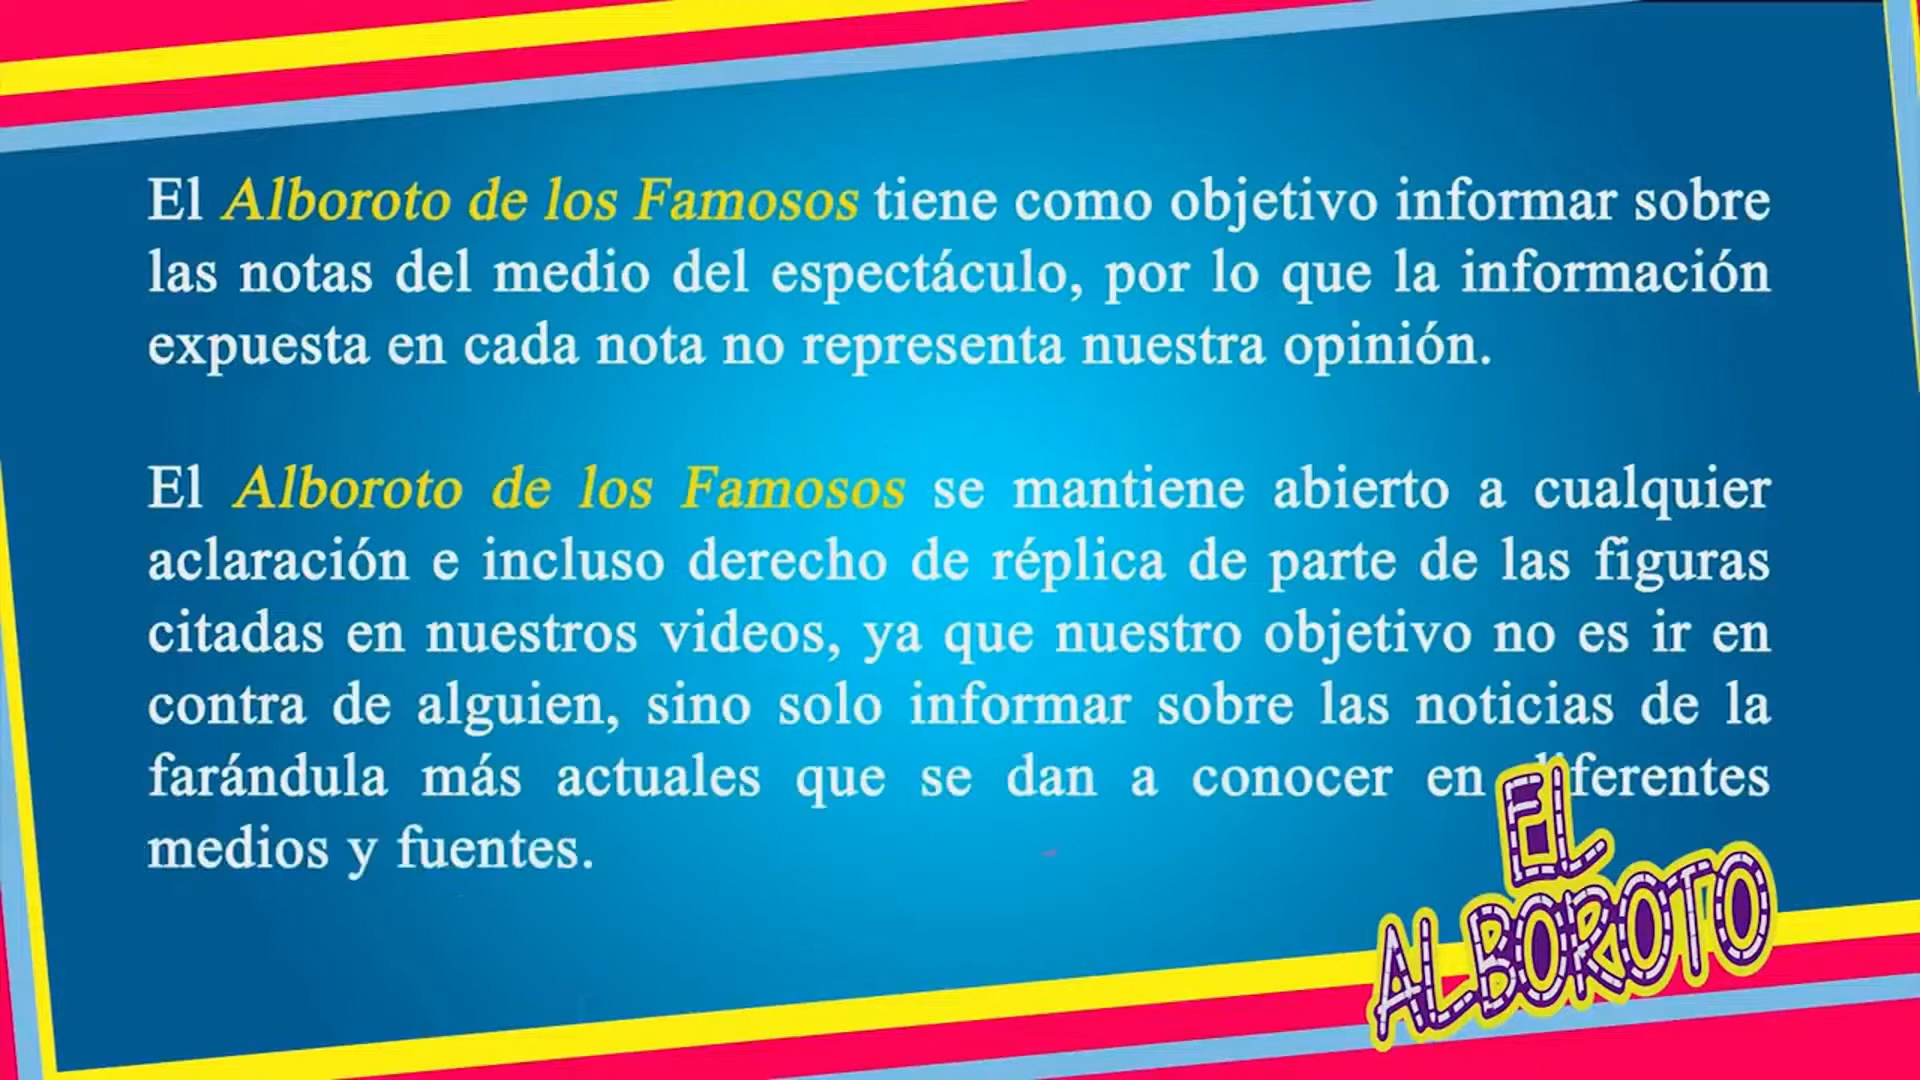 El Alboroto de los Famosos tiene como objetivo informar sobre
las notas del medio del espectáculo, por lo que la información
expuesta en cada nota no representa nuestra opinión.
El Alboroto de los Famosos se mantiene abierto a cualquier
aclaración e incluso derecho de réplica de parte de las figuras
citadas en nuestros videos, ya que nuestro objetivo no es ir en
contra de alguien, sino solo informar sobre las noticias de la
farándula más actuales que se dan a conocer en diferentes
medios y fuentes.
EL
ALBOROTO